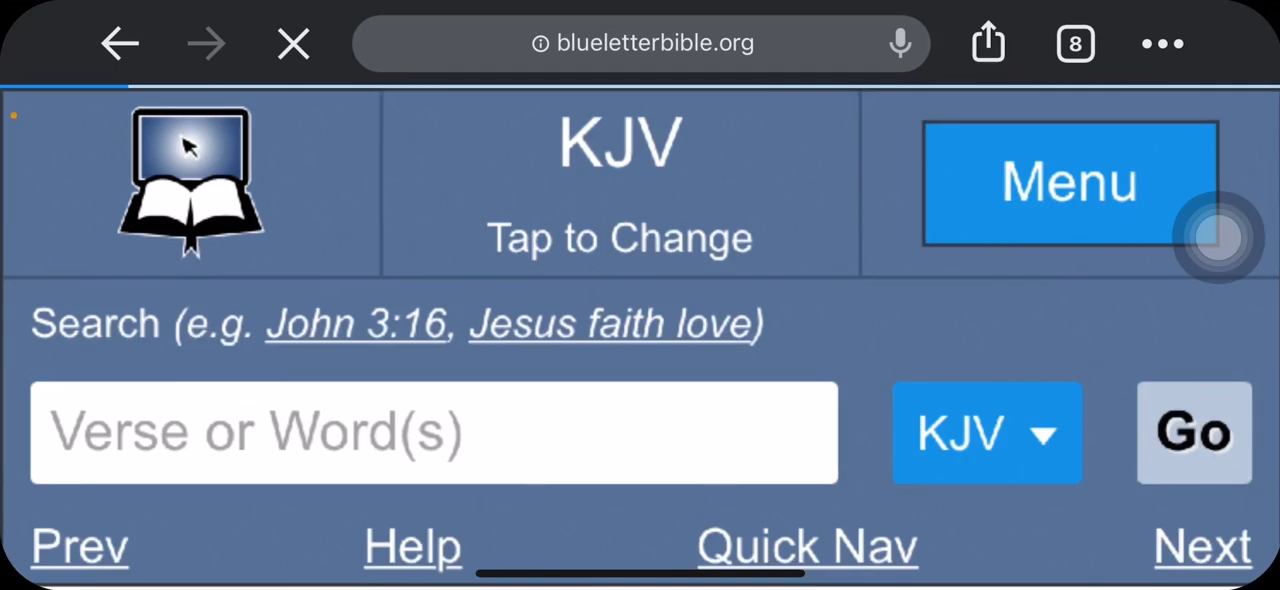 blueletterbible.org
8
KJV
Tap to Change
Menu
Search (e.g. John 3:16, Jesus faith love)
Verse or Word(s)
KJV
Go
Prev Help Quick Nav Next